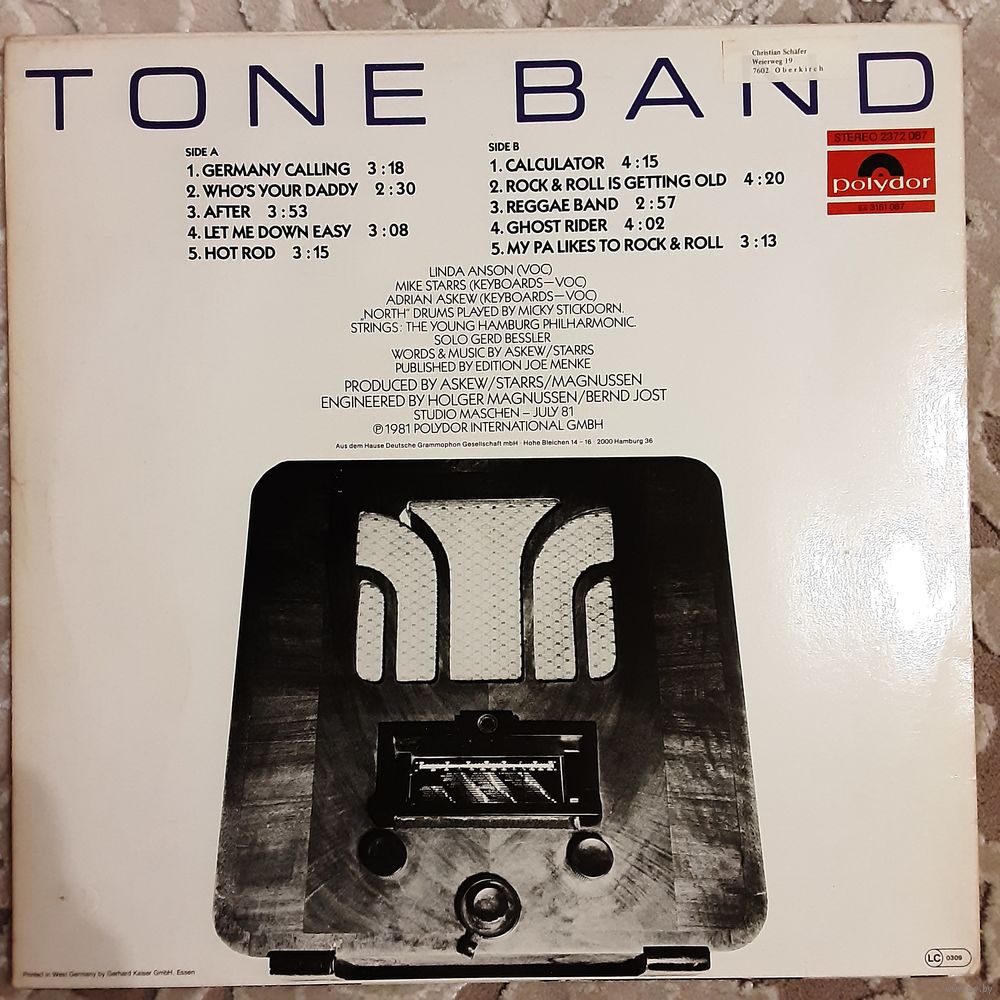 TONE BAND
Christian Schäfer
Weierweg 19
7602 Oberkirch
SIDE A
1. GERMANY CALLING 3:18
2. WHO'S YOUR DADDY 2:30
3. AFTER 3:53
4. LET ME DOWN EASY 3:08
5. HOT ROD 3:15
SIDE B
1. CALCULATOR 4:15
2. ROCK & ROLL IS GETTING OLD 4:20
3. REGGAE BAND 2:57
4. GHOST RIDER 4:02
5. MY PA LIKES TO ROCK & ROLL 3:13
STEREO 2372 087
polydor
3151 087
LINDA ANSON (VOC)
MIKE STARRS (KEYBOARDS—VOC)
ADRIAN ASKEW (KEYBOARDS—VOC)
„NORTH" DRUMS PLAYED BY MICKY STICKDORN.
STRINGS: THE YOUNG HAMBURG PHILHARMONIC.
SOLO GERD BESSLER
WORDS & MUSIC BY ASKEW/STARRS
PUBLISHED BY EDITION JOE MENKE
PRODUCED BY ASKEW/STARRS/MAGNUSSEN
ENGINEERED BY HOLGER MAGNUSSEN/BERND JOST
STUDIO MASCHEN – JULY 81
℗ 1981 POLYDOR INTERNATIONAL GMBH
Aus dem Hause Deutsche Grammophon Gesellschaft mbH · Hohe Bleichen 14 - 16 · 2000 Hamburg 36
Printed in West Germany by Gerhard Kaiser GmbH, Essen
LC 0309